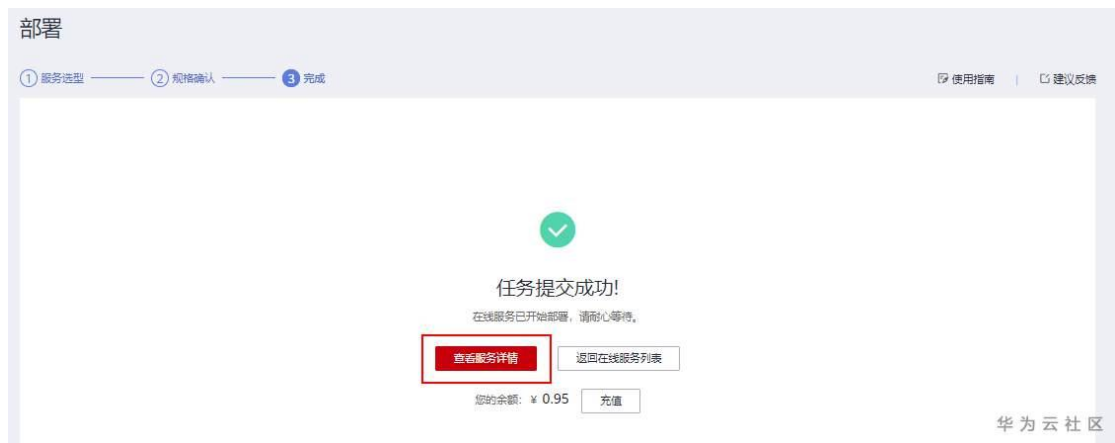 部署
1 服务选型 2 规格确认 3 完成 使用指南 | 建议反馈
任务提交成功!
在线服务已开始部署，请耐心等待。
查看服务详情 返回在线服务列表
您的余额: ¥ 0.95 充值
华为云社区